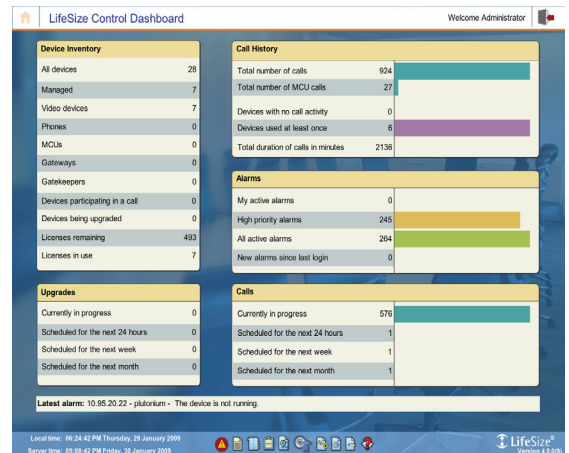 LifeSize Control Dashboard
Welcome Administrator
Device Inventory
All devices 28
Managed 7
Video devices 7
Phones 0
MCUs 0
Gateways 0
Gatekeepers 0
Devices participating in a call 0
Devices being upgraded 0
Licenses remaining 493
Licenses in use 7
Call History
Total number of calls 924
Total number of MCU calls 27
Devices with no call activity 0
Devices used at least once 6
Total duration of calls in minutes 2136
Alarms
My active alarms 0
High priority alarms 245
All active alarms 264
New alarms since last login 0
Upgrades
Currently in progress 0
Scheduled for the next 24 hours 0
Scheduled for the next week 0
Scheduled for the next month 0
Calls
Currently in progress 576
Scheduled for the next 24 hours 1
Scheduled for the next week 1
Scheduled for the next month 1
Latest alarm: 10.95.20.22 - plutonium - The device is not running.
Local time: 06:24:42 PM Thursday, 29 January 2009
Server time: 05:08:42 PM Friday, 30 January 2009
LifeSize®
Version 4.0.0(9)